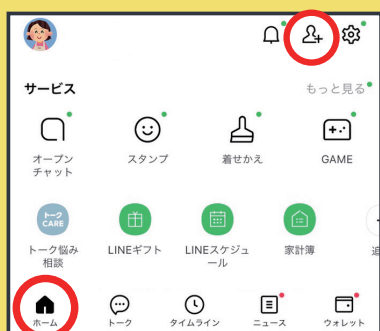 サービス
もっと見る
オープン
チャット
スタンプ
着せかえ
GAME
トーク
CARE
トーク悩み
相談
LINEギフト
LINEスケジュ
ール
家計簿
追
ホーム
トーク
タイムライン
ニュース
ウォレット